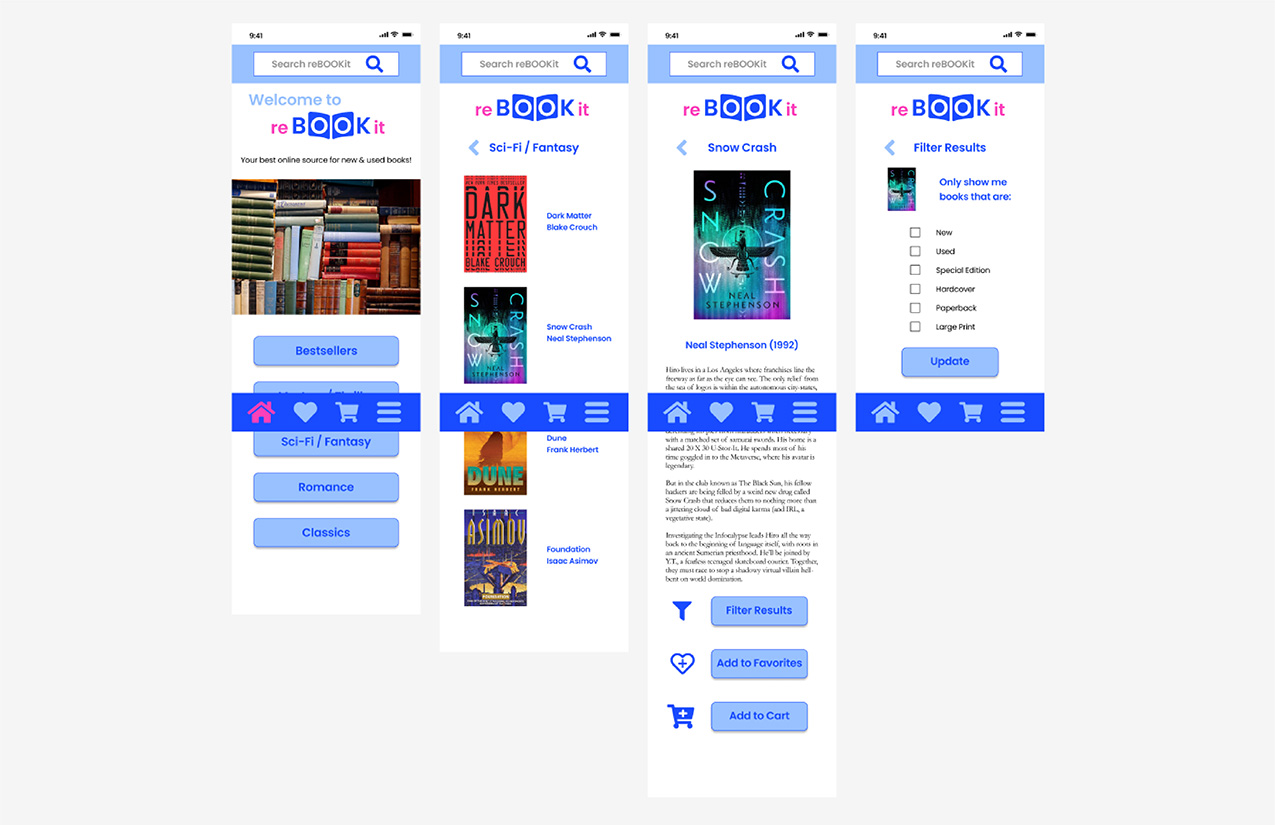 9:41
Search reBOOKit
Welcome to
re BOOK it
Your best online source for new & used books!
Bestsellers
Sci-Fi / Fantasy
Romance
Classics
9:41
Search reBOOKit
re BOOK it
Sci-Fi / Fantasy
DARK
MATTER
BLAKE CROUCH
Dark Matter
Blake Crouch
SNOW
CRASH
NEAL
STEPHENSON
Snow Crash
Neal Stephenson
DUNE
FRANK HERBERT
Dune
Frank Herbert
ISAAC
ASIMOV
FOUNDATION
Foundation
Isaac Asimov
9:41
Search reBOOKit
re BOOK it
Snow Crash
SNOW
CRASH
NEAL
STEPHENSON
Neal Stephenson (1992)
Hiro lives in a Los Angeles where franchises line the
freeway as far as the eye can see. The only relief from
the sea of logos is within the autonomous city-states,
with a matched set of samurai swords. His home is a
shared 20 X 30 U-Stor-It. He spends most of his
time goggled in to the Metaverse, where his avatar is
legendary.
But in the club known as The Black Sun, his fellow
hackers are being felled by a weird new drug called
Snow Crash that reduces them to nothing more than
a jittering cloud of bad digital karma (and IRL, a
vegetative state).
Investigating the Infocalypse leads Hiro all the way
back to the beginning of language itself, with roots in
an ancient Sumerian priesthood. He'll be joined by
Y.T., a fearless teenaged skateboard courier. Together,
they must race to stop a shadowy virtual villain hell-
bent on world domination.
Filter Results
Add to Favorites
Add to Cart
9:41
Search reBOOKit
re BOOK it
Filter Results
SNOW
CRASH
Only show me
books that are:
New
Used
Special Edition
Hardcover
Paperback
Large Print
Update